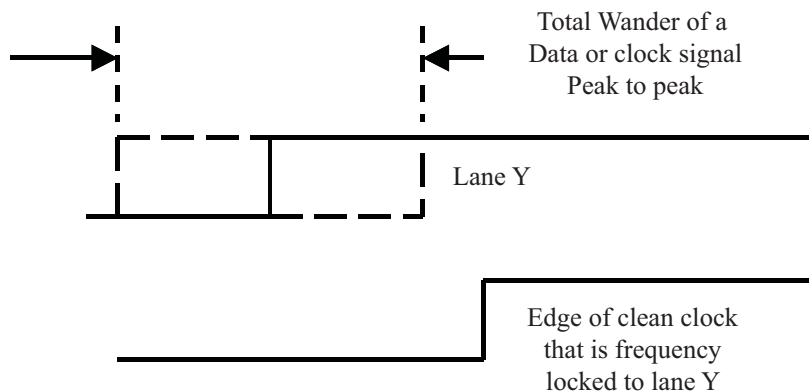 Total Wander of a
Data or clock signal
Peak to peak
Lane Y
Edge of clean clock
that is frequency
locked to lane Y